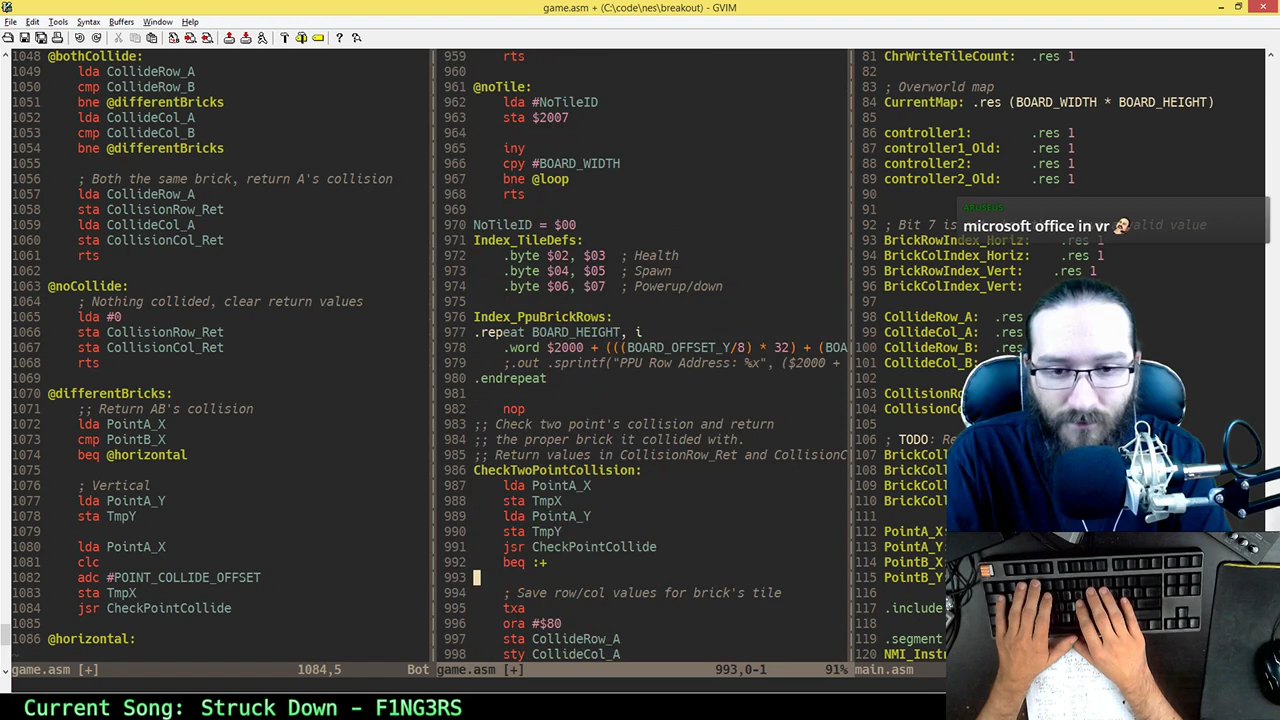 game.asm + (C:\code\nes\breakout) - GVIM
File Edit Tools Syntax Buffers Window Help
1048 @bothCollide:
1049 lda CollideRow_A
1050 cmp CollideRow_B
1051 bne @differentBricks
1052 lda CollideCol_A
1053 cmp CollideCol_B
1054 bne @differentBricks
1055
1056 ; Both the same brick, return A's collision
1057 lda CollideRow_A
1058 sta CollisionRow_Ret
1059 lda CollideCol_A
1060 sta CollisionCol_Ret
1061 rts
1062
1063 @noCollide:
1064 ; Nothing collided, clear return values
1065 lda #0
1066 sta CollisionRow_Ret
1067 sta CollisionCol_Ret
1068 rts
1069
1070 @differentBricks:
1071 ;; Return AB's collision
1072 lda PointA_X
1073 cmp PointB_X
1074 beq @horizontal
1075
1076 ; Vertical
1077 lda PointA_Y
1078 sta TmpY
1079
1080 lda PointA_X
1081 clc
1082 adc #POINT_COLLIDE_OFFSET
1083 sta TmpX
1084 jsr CheckPointCollide
1085
1086 @horizontal:
~
game.asm [+] 1084,5 Bot
959 rts
960
961 @noTile:
962 lda #NoTileID
963 sta $2007
964
965 iny
966 cpy #BOARD_WIDTH
967 bne @loop
968 rts
969
970 NoTileID = $00
971 Index_TileDefs:
972 .byte $02, $03 ; Health
973 .byte $04, $05 ; Spawn
974 .byte $06, $07 ; Powerup/down
975
976 Index_PpuBrickRows:
977 .repeat BOARD_HEIGHT, i
978 .word $2000 + (((BOARD_OFFSET_Y/8) * 32) + (BOA
979 ;.out .sprintf("PPU Row Address: %x", ($2000 +
980 .endrepeat
981
982 nop
983 ;; Check two point's collision and return
984 ;; the proper brick it collided with.
985 ;; Return values in CollisionRow_Ret and CollisionC
986 CheckTwoPointCollision:
987 lda PointA_X
988 sta TmpX
989 lda PointA_Y
990 sta TmpY
991 jsr CheckPointCollide
992 beq :+
993
994 ; Save row/col values for brick's tile
995 txa
996 ora #$80
997 sta CollideRow_A
998 sty CollideCol_A
game.asm [+] 993,0-1 91%
81 ChrWriteTileCount: .res 1
82
83 ; Overworld map
84 CurrentMap: .res (BOARD_WIDTH * BOARD_HEIGHT)
85
86 controller1: .res 1
87 controller1_Old: .res 1
88 controller2: .res 1
89 controller2_Old: .res 1
90
91
92 ; Bit 7 is valid value
93 BrickRowIndex_Horiz: .res 1
94 BrickColIndex_Horiz: .res 1
95 BrickRowIndex_Vert: .res 1
96 BrickColIndex_Vert:
97
98 CollideRow_A: .res
99 CollideCol_A: .re
100 CollideRow_B: .re
101 CollideCol_B:
102
103 Collision
104 Collision
105
106 ; TODO: Re
107 BrickCol
108 BrickCol
109 BrickRow
110 BrickCol
111
112 PointA_X:
113 PointA_Y
114 PointB_X
115 PointB_Y
116
117 .include
118
119 .segment
120 NMI_Instr
main.asm
microsoft office in vr
Current Song: Struck Down - F1NG3RS